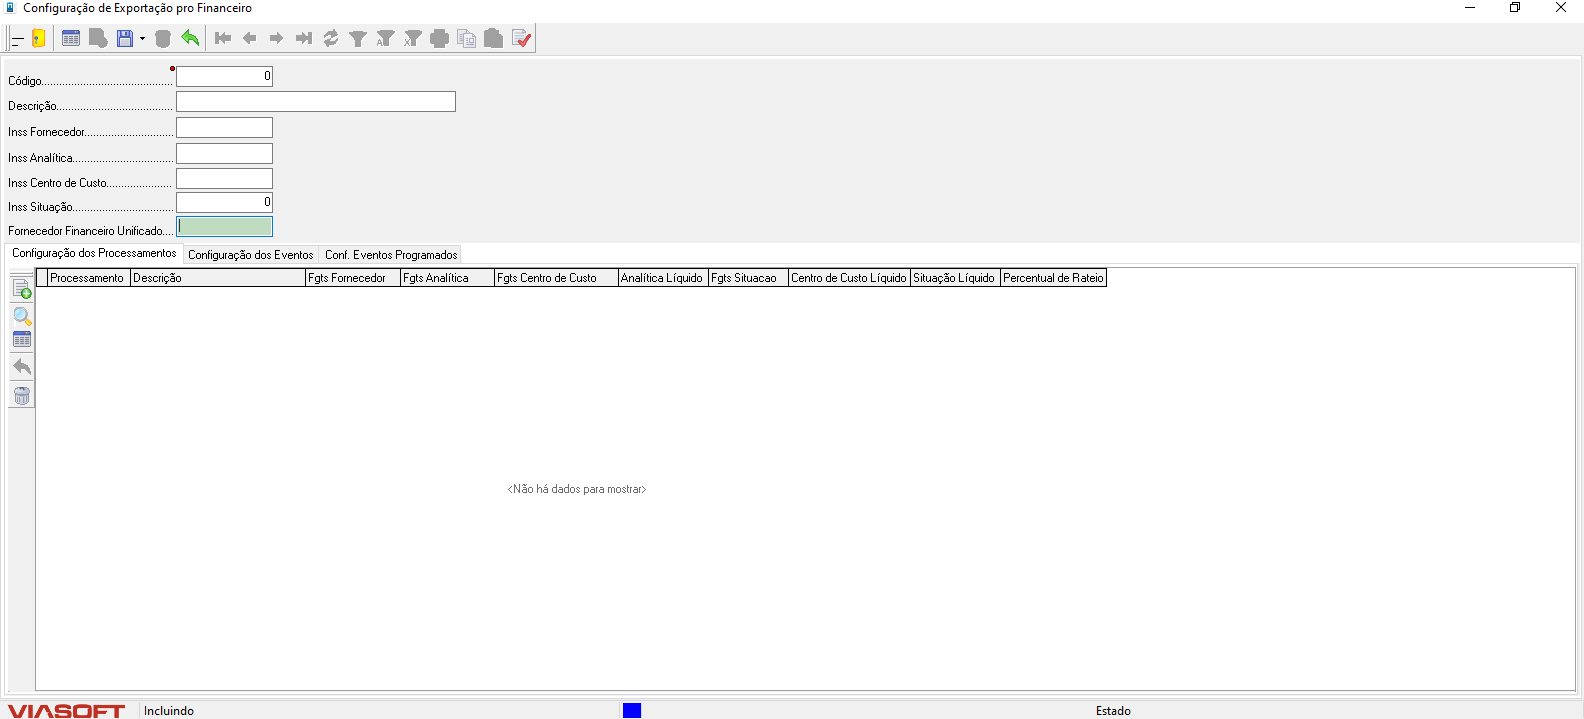 Configuração de Exportação pro Financeiro
Código............................................ 0
Descrição.......................................
Inss Fornecedor..............................
Inss Analítica..................................
Inss Centro de Custo......................
Inss Situação.................................. 0
Fornecedor Financeiro Unificado....
Configuração dos Processamentos Configuração dos Eventos Conf. Eventos Programados
Processamento Descrição Fgts Fornecedor Fgts Analítica Fgts Centro de Custo Analítica Líquido Fgts Situacao Centro de Custo Líquido Situação Líquido Percentual de Rateio
<Não há dados para mostrar>
VIASOFT Incluindo Estado